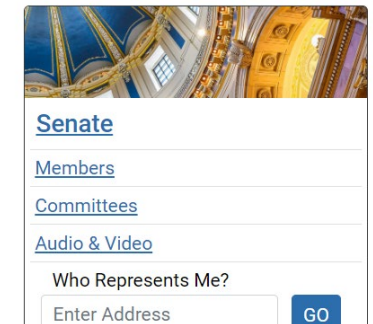 Senate
Members
Committees
Audio & Video
Who Represents Me?
Enter Address
GO